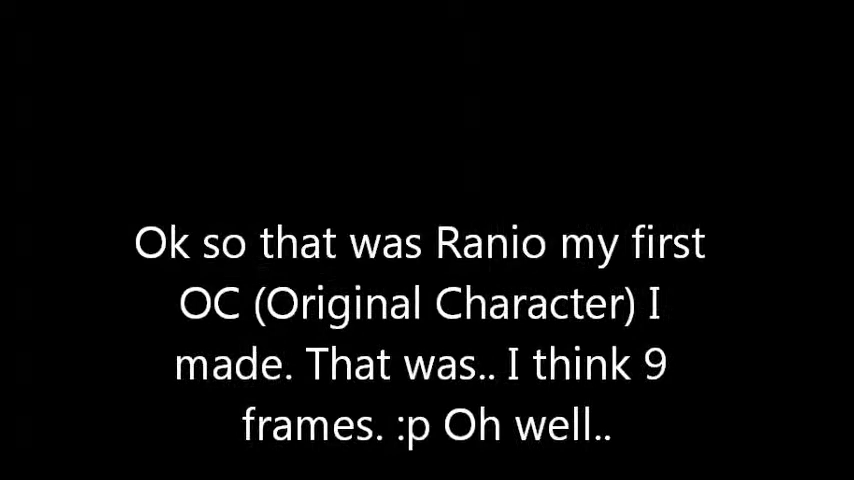 Ok so that was Ranio my first
OC (Original Character) I
made. That was.. I think 9
frames. :p Oh well..